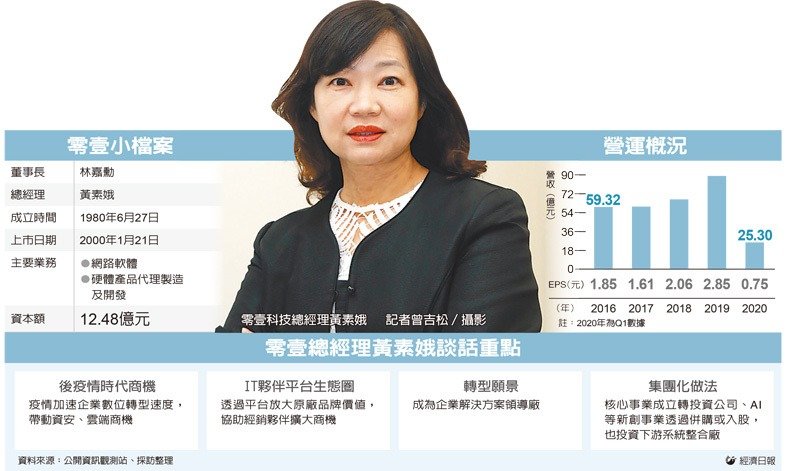 零壹小檔案
董事長 林嘉勳
總經理 黃素娥
成立時間 1980年6月27日
上市日期 2000年1月21日
主要業務 ●網路軟體
●硬體產品代理製造
及開發
資本額 12.48億元
零壹科技總經理黃素娥 記者曾吉松／攝影
營運概況
營收（億元）
90
72
54
36
18
0
59.32
25.30
EPS(元) 1.85 1.61 2.06 2.85 0.75
(年) 2016 2017 2018 2019 2020
註：2020年為Q1數據
零壹總經理黃素娥談話重點
後疫情時代商機
疫情加速企業數位轉型速度，
帶動資安、雲端商機
IT夥伴平台生態圈
透過平台放大原廠品牌價值，
協助經銷夥伴擴大商機
轉型願景
成為企業解決方案領導廠
集團化做法
核心事業成立轉投資公司、AI
等新創事業透過併購或入股，
也投資下游系統整合廠
資料來源：公開資訊觀測站、採訪整理
經濟日報